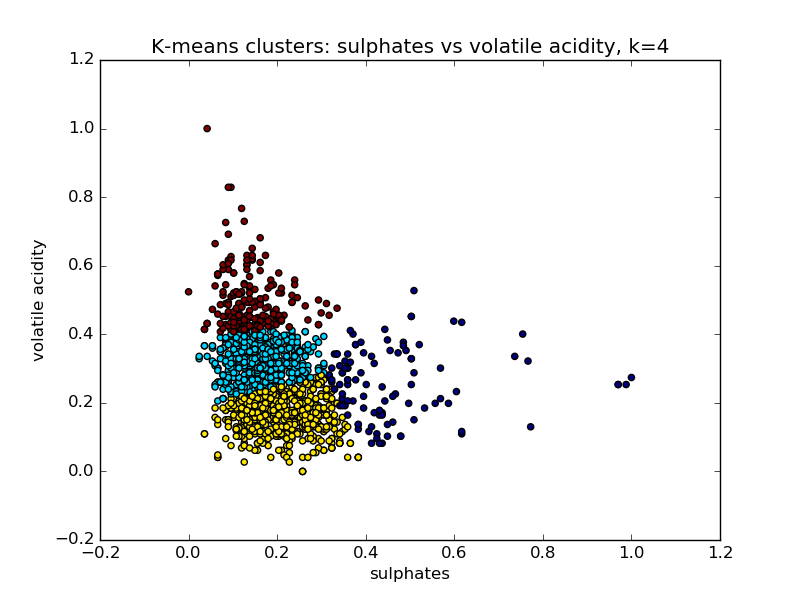 K-means clusters: sulphates vs volatile acidity, k=4
1.2
1.0
0.8
0.6
0.4
0.2
0.0
−0.2
volatile acidity
−0.2 0.0 0.2 0.4 0.6 0.8 1.0 1.2
sulphates